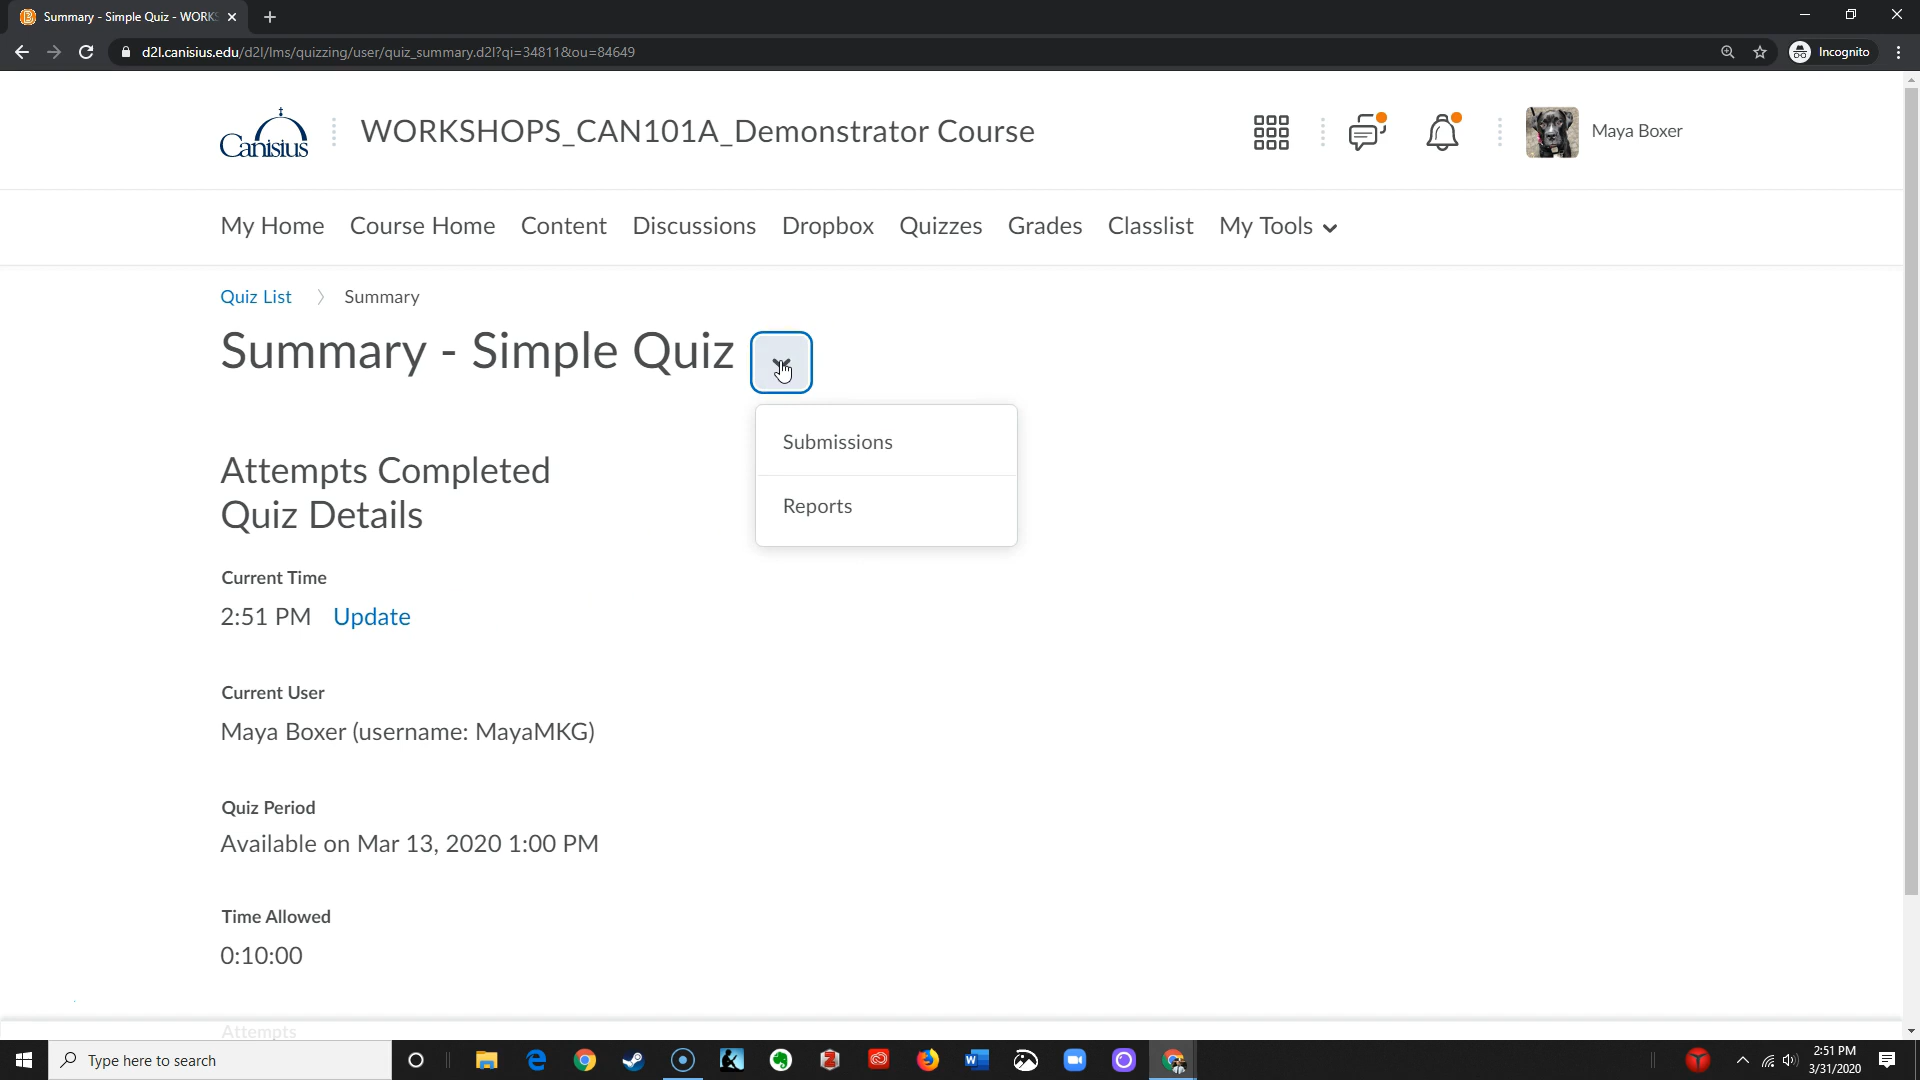 Summary - Simple Quiz - WORKS
d2l.canisius.edu/d2l/lms/quizzing/user/quiz_summary.d2l?qi=34811&ou=84649
Incognito
Canisius
WORKSHOPS_CAN101A_Demonstrator Course
Maya Boxer
My Home Course Home Content Discussions Dropbox Quizzes Grades Classlist My Tools
Quiz List Summary
Summary - Simple Quiz
Submissions
Reports
Attempts Completed
Quiz Details
Current Time
2:51 PM Update
Current User
Maya Boxer (username: MayaMKG)
Quiz Period
Available on Mar 13, 2020 1:00 PM
Time Allowed
0:10:00
Attempts
Type here to search
2:51 PM
3/31/2020